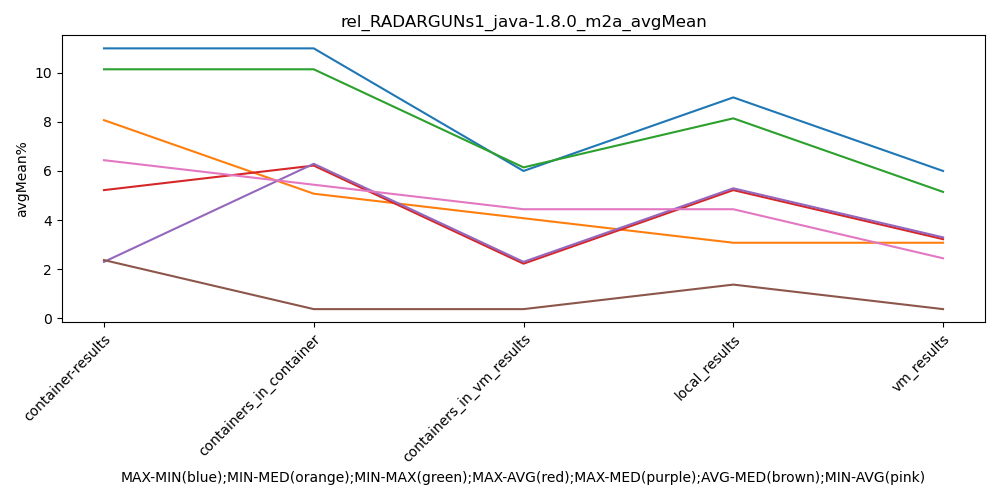 rel_RADARGUNs1_java-1.8.0_m2a_avgMean
avgMean%
10
8
6
4
2
0
container-results
containers_in_container
containers_in_vm_results
local_results
vm_results
MAX-MIN(blue);MIN-MED(orange);MIN-MAX(green);MAX-AVG(red);MAX-MED(purple);AVG-MED(brown);MIN-AVG(pink)